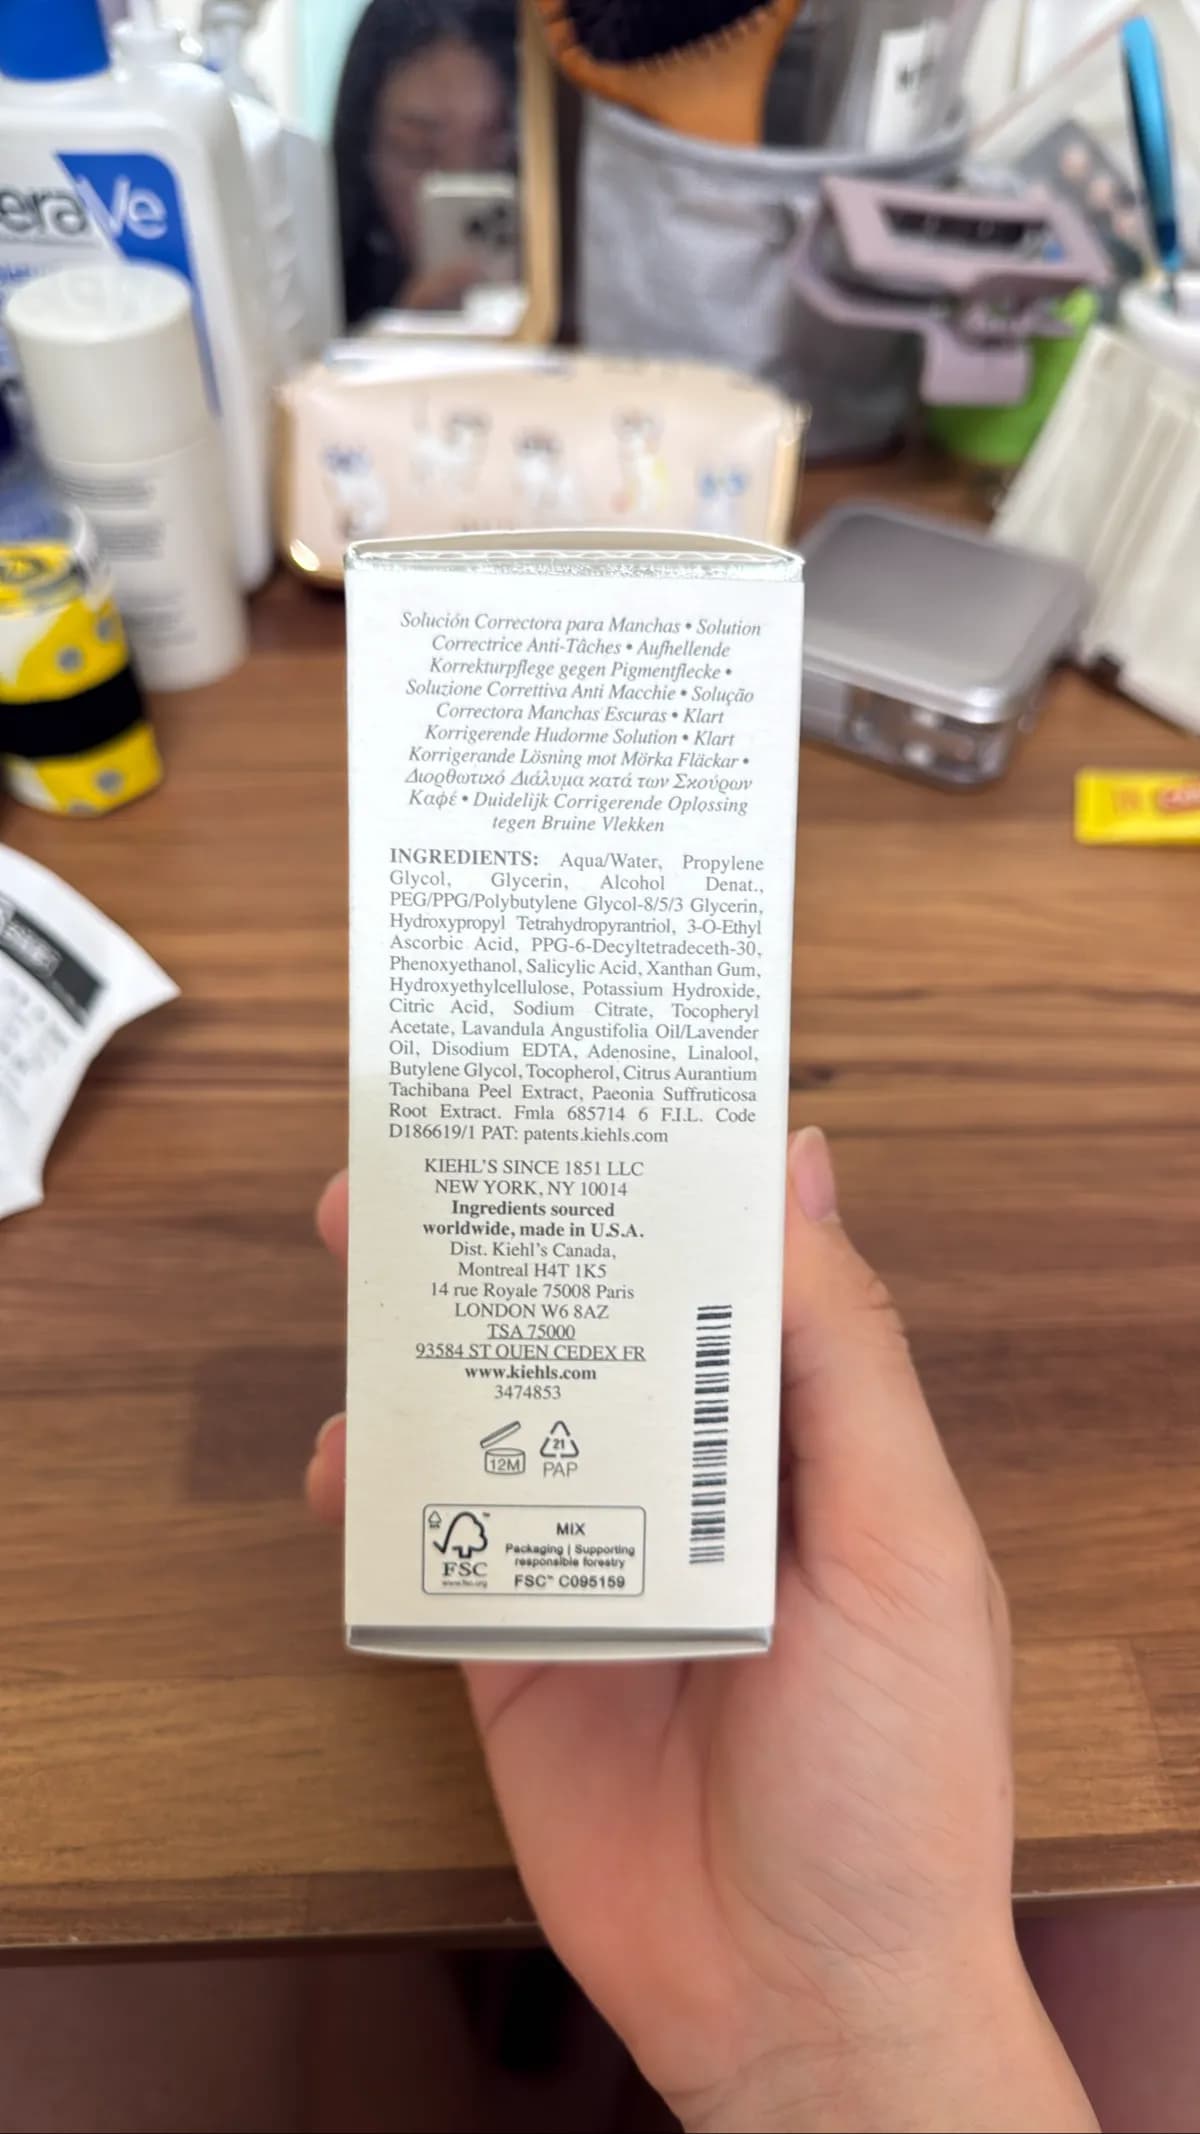 eraVe
Solución Correctora para Manchas • Solution
Correctrice Anti-Tâches • Aufhellende
Korrekturpflege gegen Pigmentflecke •
Soluzione Correttiva Anti Macchie • Solução
Correctora Manchas Escuras • Klart
Korrigerende Hudorme Solution • Klart
Korrigerande Lösning mot Mörka Fläckar •
Διορθωτικό Διάλυμα κατά των Σκούρων
Καφέ • Duidelijk Corrigerende Oplossing
tegen Bruine Vlekken
INGREDIENTS: Aqua/Water, Propylene
Glycol, Glycerin, Alcohol Denat.,
PEG/PPG/Polybutylene Glycol-8/5/3 Glycerin,
Hydroxypropyl Tetrahydropyrantriol, 3-O-Ethyl
Ascorbic Acid, PPG-6-Decyltetradeceth-30,
Phenoxyethanol, Salicylic Acid, Xanthan Gum,
Hydroxyethylcellulose, Potassium Hydroxide,
Citric Acid, Sodium Citrate, Tocopheryl
Acetate, Lavandula Angustifolia Oil/Lavender
Oil, Disodium EDTA, Adenosine, Linalool,
Butylene Glycol, Tocopherol, Citrus Aurantium
Tachibana Peel Extract, Paeonia Suffruticosa
Root Extract. Fmla 685714 6 F.I.L. Code
D186619/1 PAT: patents.kiehls.com
KIEHL'S SINCE 1851 LLC
NEW YORK, NY 10014
Ingredients sourced
worldwide, made in U.S.A.
Dist. Kiehl's Canada,
Montreal H4T 1K5
14 rue Royale 75008 Paris
LONDON W6 8AZ
TSA 75000
93584 ST OUEN CEDEX FR
www.kiehls.com
3474853
12M
21
PAP
FSC
www.fsc.org
MIX
Packaging | Supporting
responsible forestry
FSC™ C095159